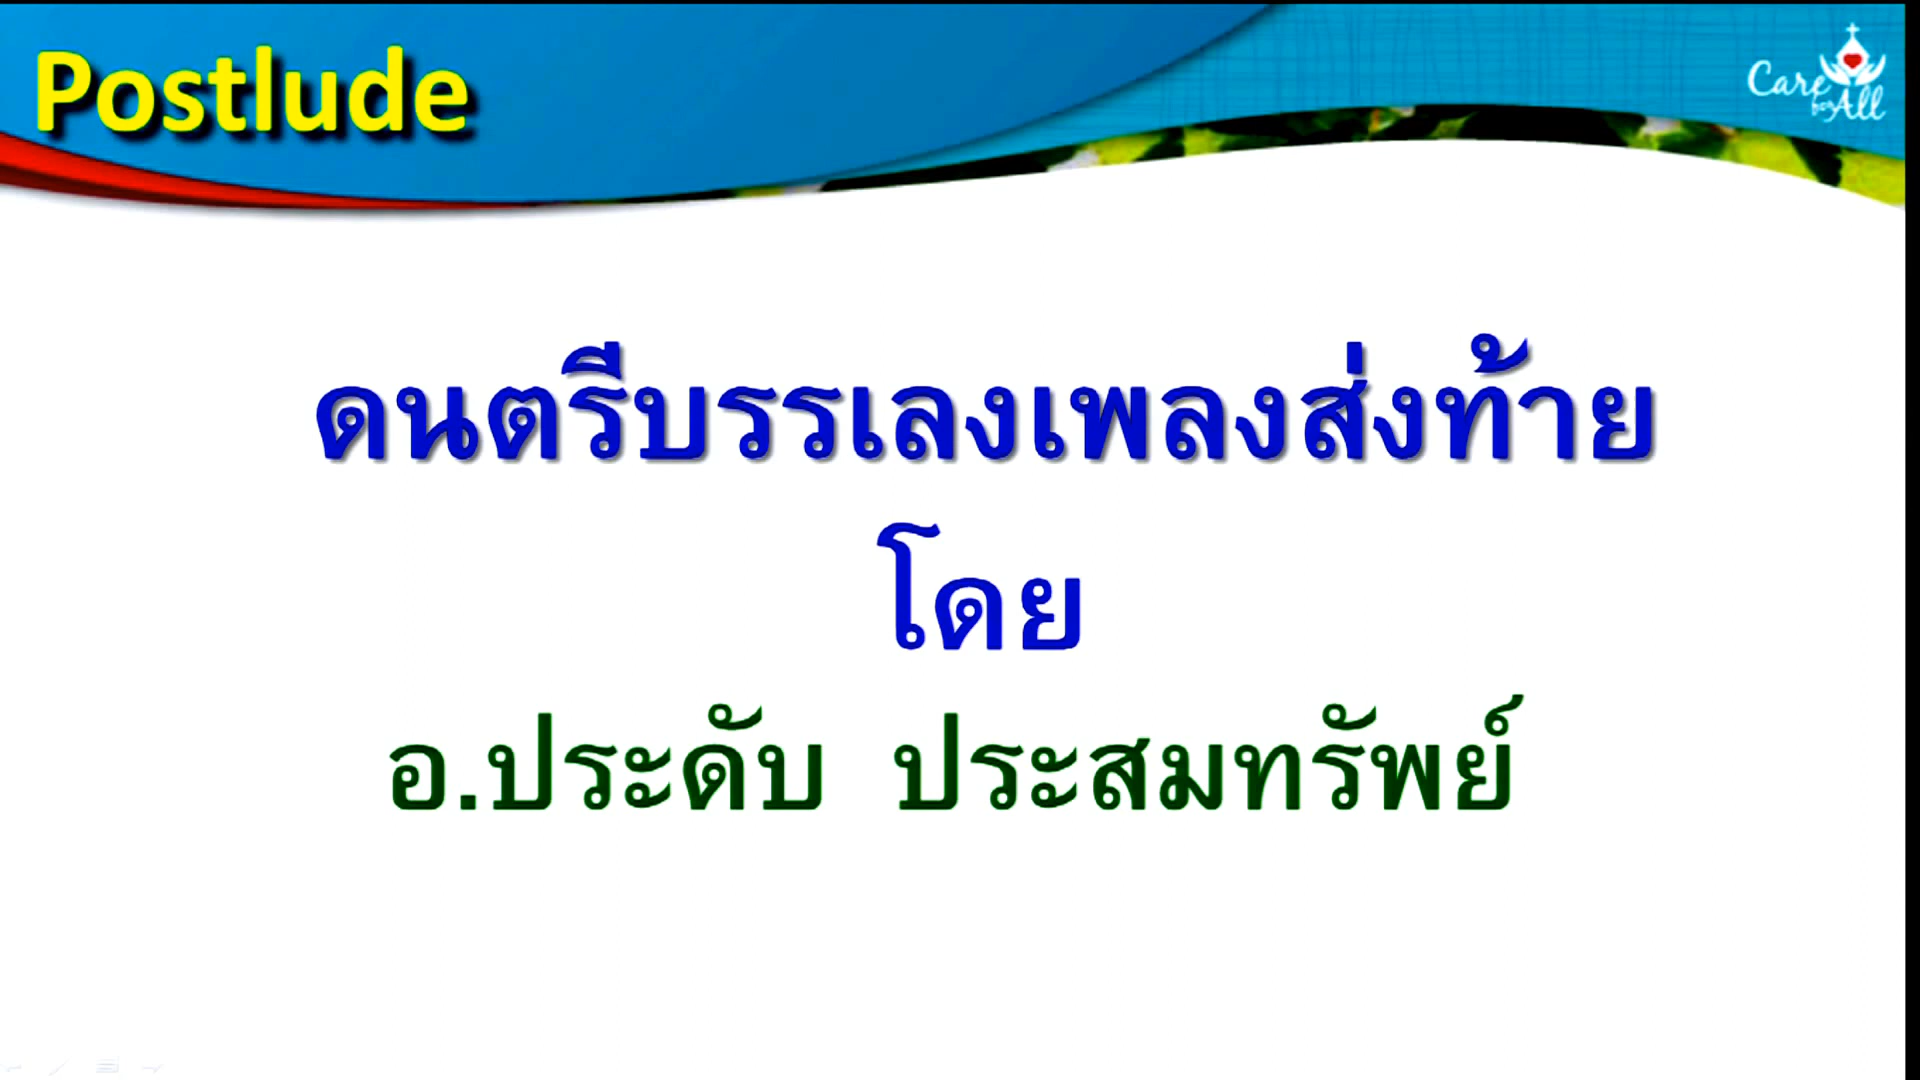 Postlude
Care
for All
ดนตรีบรรเลงเพลงส่งท้าย
โดย
อ.ประดับ ประสมทรัพย์